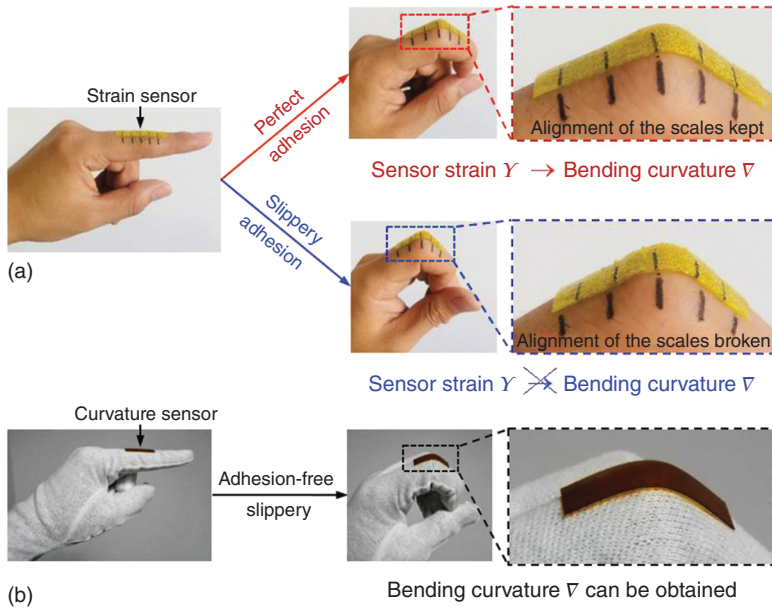 Strain sensor
Perfect
adhesion
Alignment of the scales kept
Sensor strain ϒ → Bending curvature ∇
Slippery
adhesion
Alignment of the scales broken
(a)
Sensor strain ϒ → Bending curvature ∇
Curvature sensor
Adhesion-free
slippery
(b)
Bending curvature ∇ can be obtained